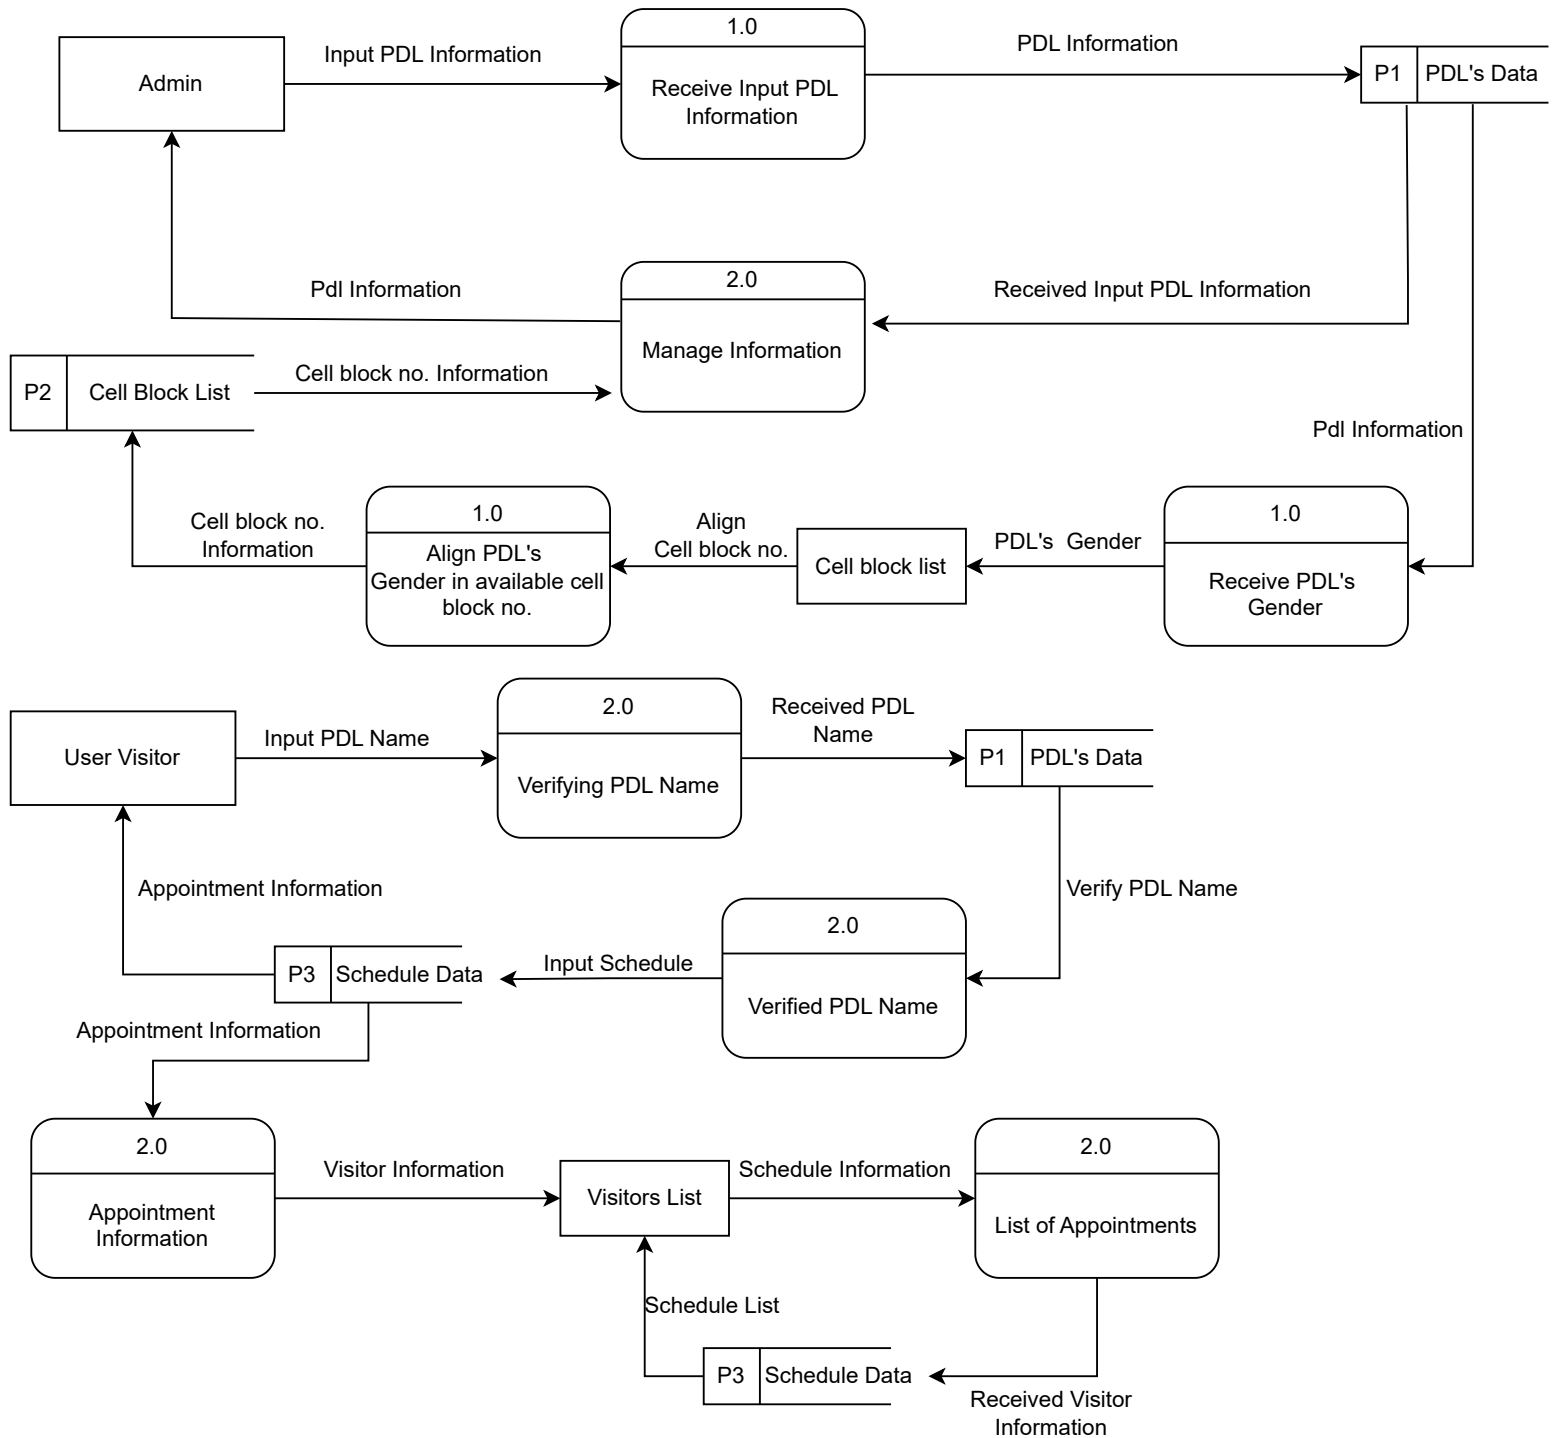 1.0
Input PDL Information
PDL Information
Admin
Receive Input PDL
Information
P1
PDL's Data
2.0
Pdl Information
Received Input PDL Information
Manage Information
Cell block no. Information
P2
Cell Block List
Pdl Information
1.0
Cell block no.
Information
Align PDL's
Gender in available cell
block no.
Align
Cell block no.
Cell block list
PDL's  Gender
1.0
Receive PDL's
Gender
2.0
Received PDL
Name
User Visitor
Input PDL Name
Verifying PDL Name
P1
PDL's Data
Appointment Information
Verify PDL Name
2.0
P3
Schedule Data
Input Schedule
Verified PDL Name
Appointment Information
2.0
Appointment
Information
Visitor Information
Visitors List
Schedule Information
2.0
List of Appointments
Schedule List
P3
Schedule Data
Received Visitor
Information